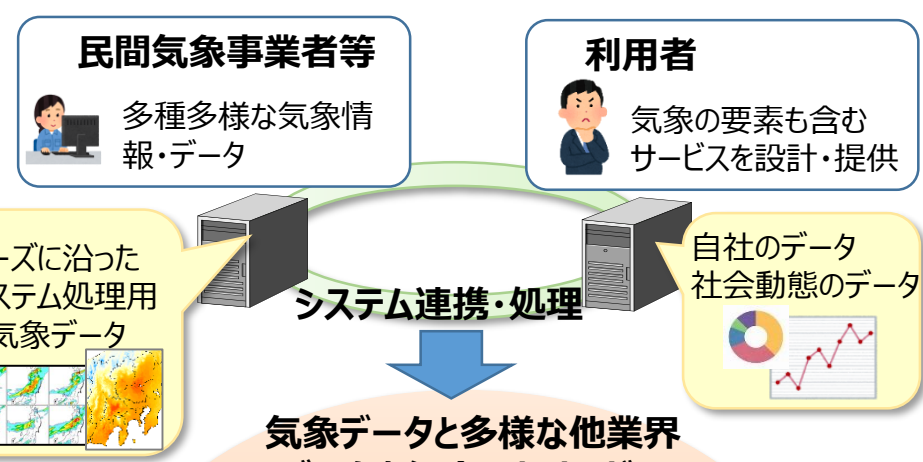 民間気象事業者等
多種多様な気象情
報・データ
利用者
気象の要素も含む
サービスを設計・提供
ーズに沿った
ステム処理用
気象データ
自社のデータ
社会動態のデータ
システム連携・処理
気象データと多様な他業界